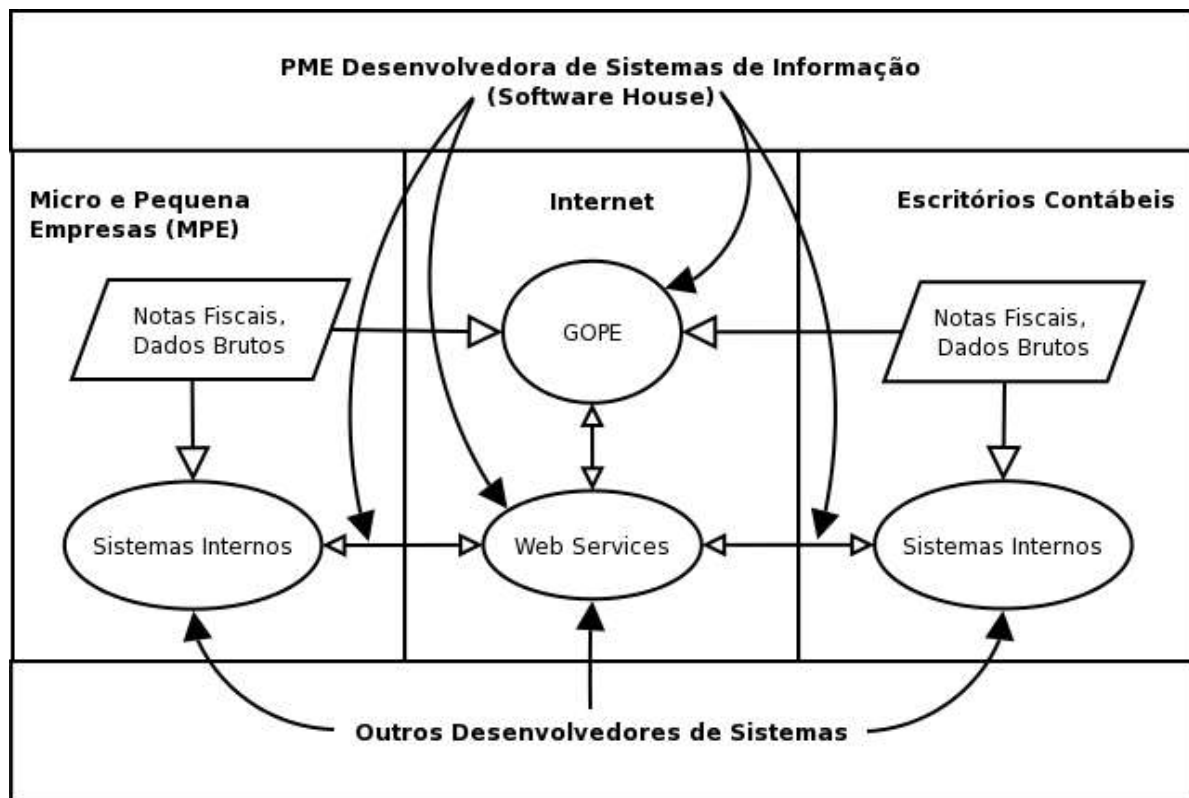 PME Desenvolvedora de Sistemas de Informação
(Software House)
Micro e Pequena
Empresas (MPE)
Internet
Escritórios Contábeis
Notas Fiscais,
Dados Brutos
GOPE
Notas Fiscais,
Dados Brutos
Sistemas Internos
Web Services
Sistemas Internos
Outros Desenvolvedores de Sistemas